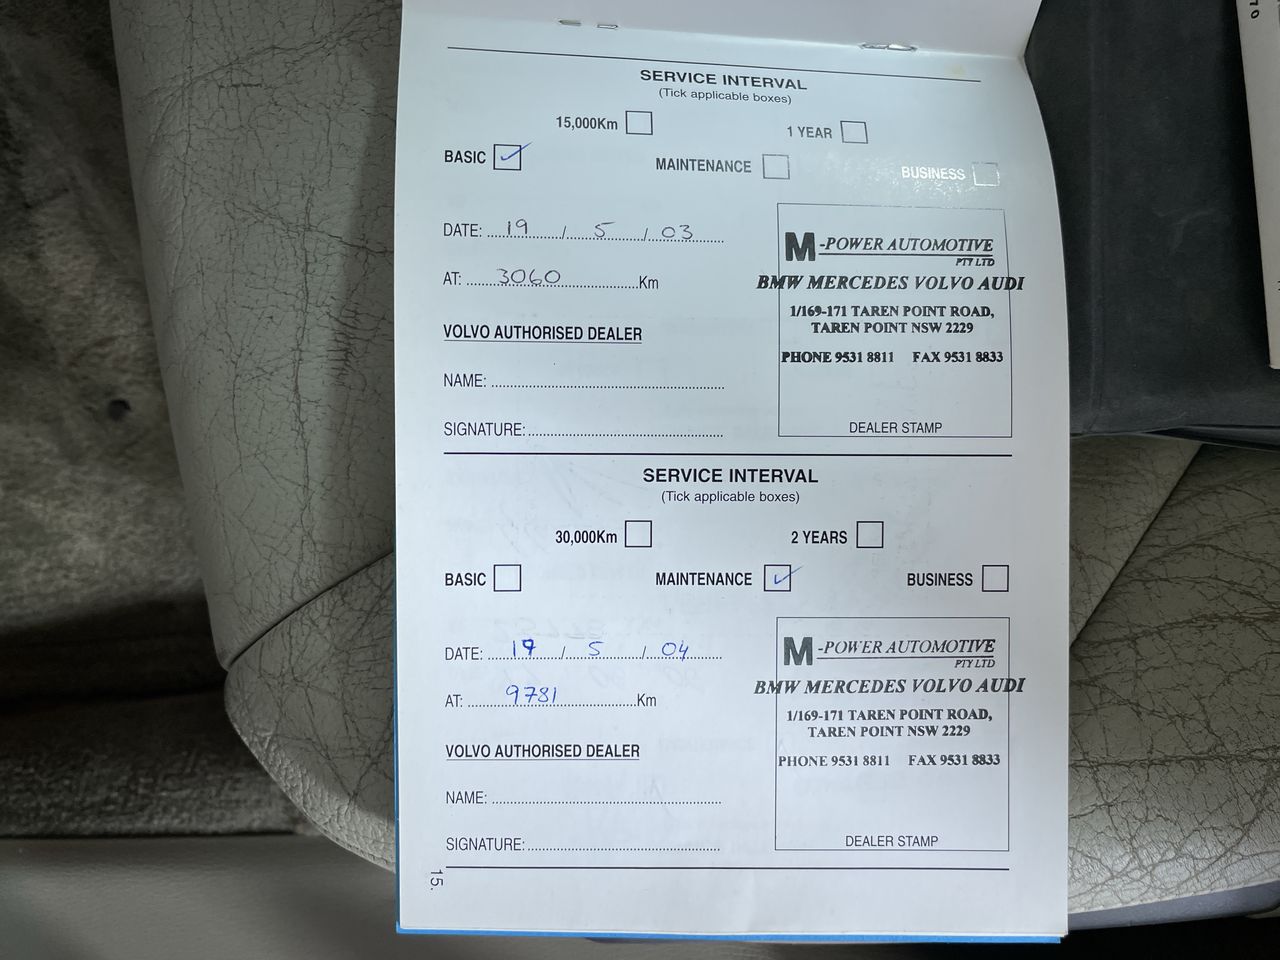 SERVICE INTERVAL
(Tick applicable boxes)
15,000Km 1 YEAR
BASIC MAINTENANCE BUSINESS
DATE: 19 / 5 / 03
AT: 3060 Km
VOLVO AUTHORISED DEALER
NAME:
SIGNATURE:
M-POWER AUTOMOTIVE
PTY LTD
BMW MERCEDES VOLVO AUDI
1/169-171 TAREN POINT ROAD,
TAREN POINT NSW 2229
PHONE 9531 8811 FAX 9531 8833
DEALER STAMP
SERVICE INTERVAL
(Tick applicable boxes)
30,000Km 2 YEARS
BASIC MAINTENANCE BUSINESS
DATE: 19 / 5 / 04
AT: 9781 Km
VOLVO AUTHORISED DEALER
NAME:
SIGNATURE:
M-POWER AUTOMOTIVE
PTY LTD
BMW MERCEDES VOLVO AUDI
1/169-171 TAREN POINT ROAD,
TAREN POINT NSW 2229
PHONE 9531 8811 FAX 9531 8833
DEALER STAMP
15.